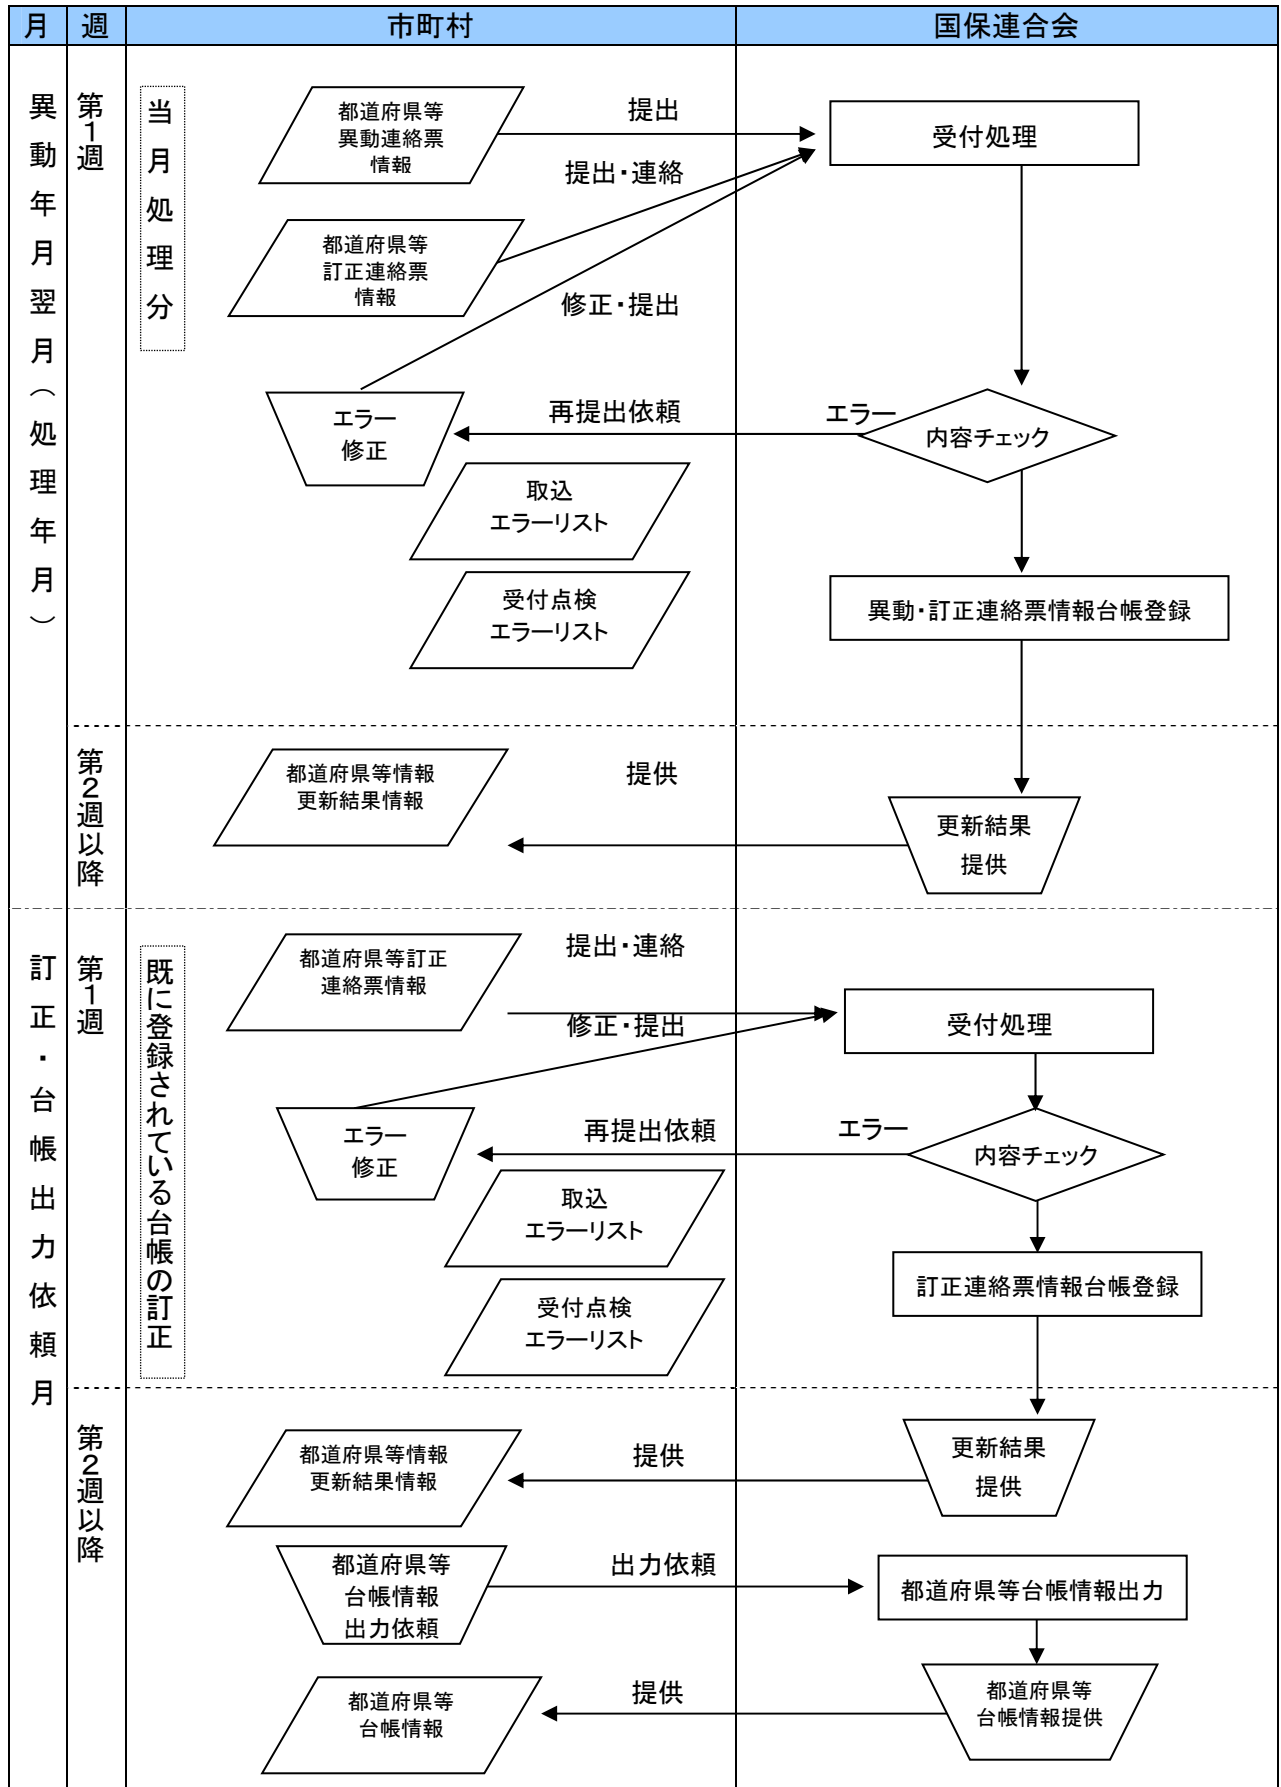 月
週
市町村
国保連合会
異動年月翌月（処理年月）
第1週
当月処理分
都道府県等
異動連絡票
情報
提出
受付処理
提出・連絡
都道府県等
訂正連絡票
情報
修正・提出
エラー
修正
再提出依頼
エラー
内容チェック
取込
エラーリスト
受付点検
エラーリスト
異動・訂正連絡票情報台帳登録
第2週以降
都道府県等情報
更新結果情報
提供
更新結果
提供
訂正・台帳出力依頼月
第1週
既に登録されている台帳の訂正
都道府県等訂正
連絡票情報
提出・連絡
修正・提出
受付処理
エラー
修正
再提出依頼
エラー
内容チェック
取込
エラーリスト
受付点検
エラーリスト
訂正連絡票情報台帳登録
第2週以降
都道府県等情報
更新結果情報
提供
更新結果
提供
都道府県等
台帳情報
出力依頼
出力依頼
都道府県等台帳情報出力
都道府県等
台帳情報
提供
都道府県等
台帳情報提供